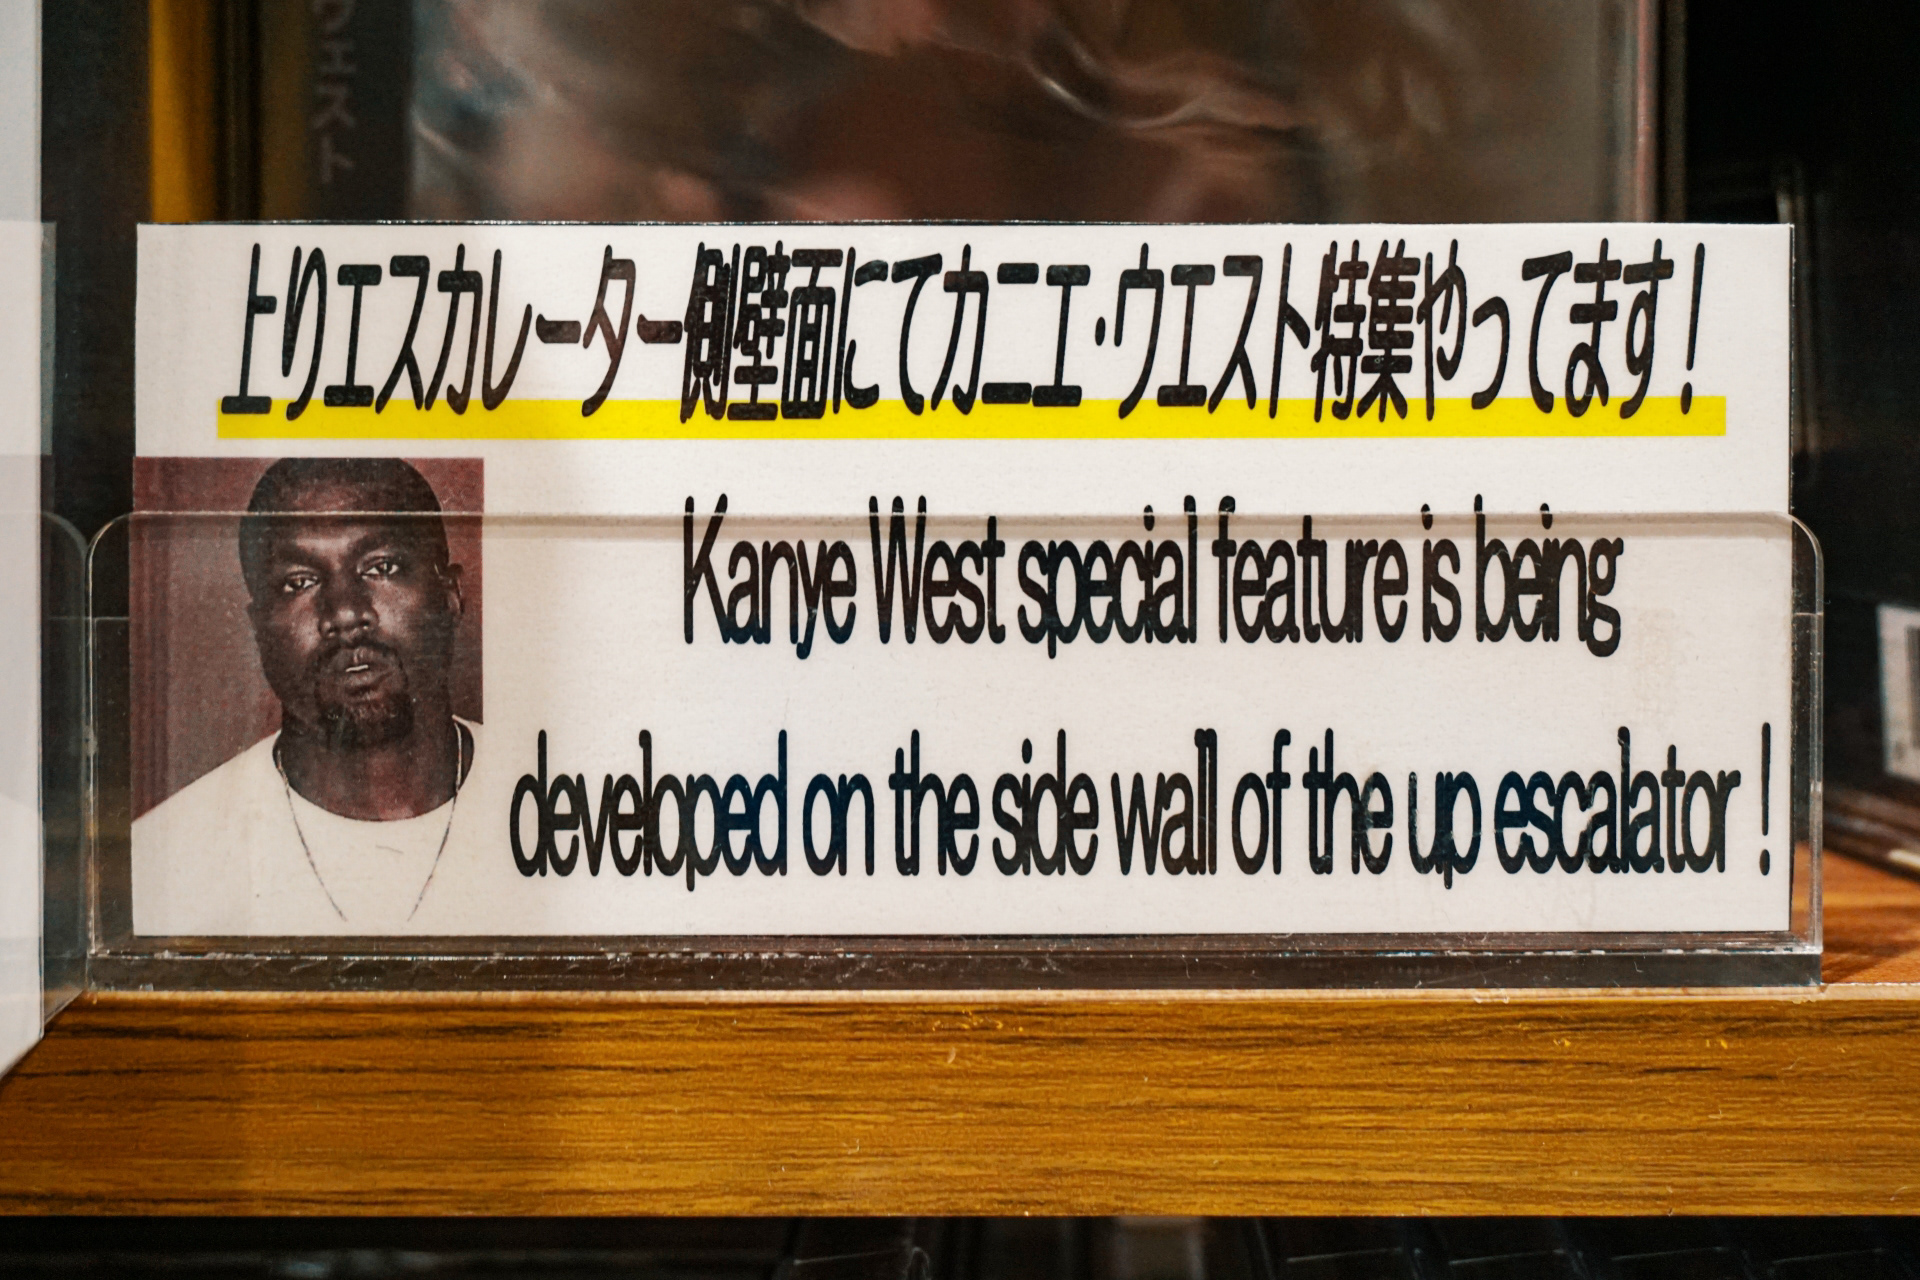 上りエスカレーター側壁面にてカニエ・ウエスト特集やってます！
Kanye West special feature is being
developed on the side wall of the up escalator !